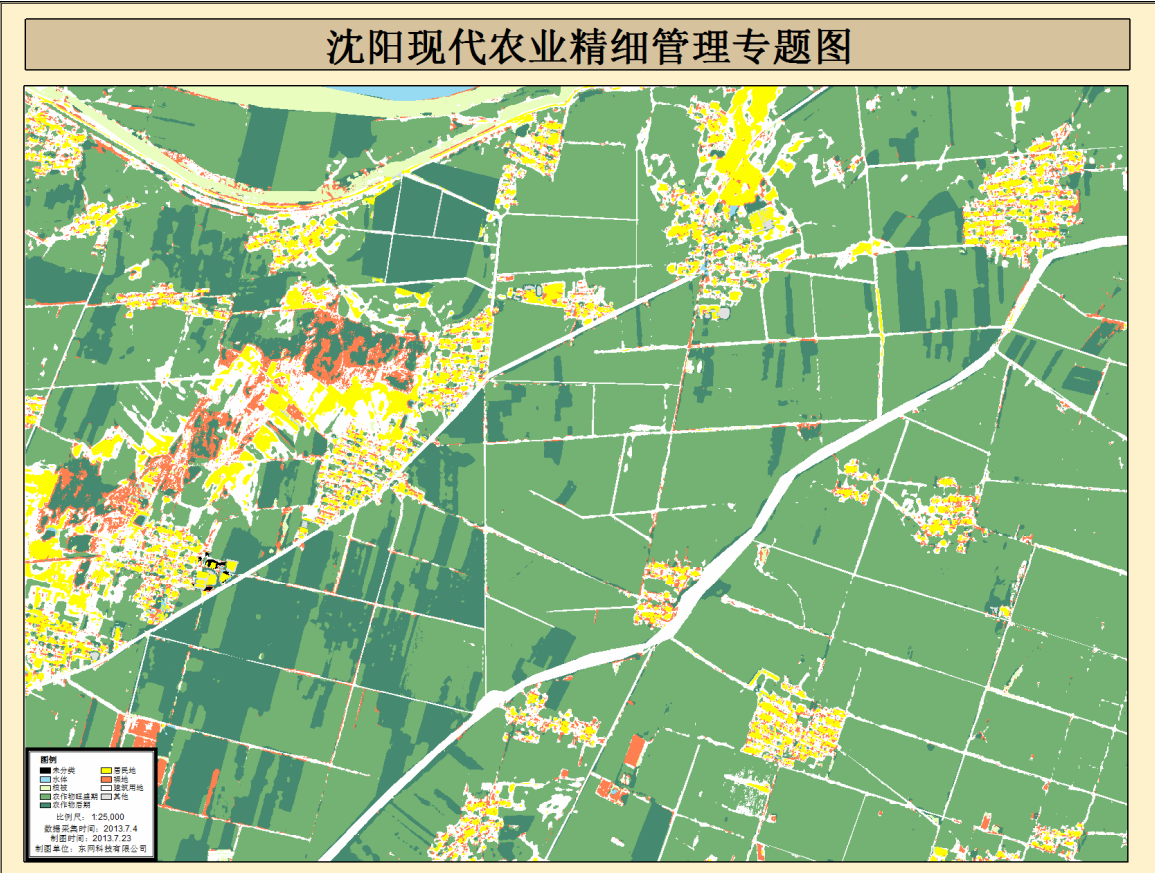 沈阳现代农业精细管理专题图
图例
未分类 居民地
水体 裸地
植被 建筑用地
农作物旺盛期 其他
农作物后期
比例尺： 1:25,000
数据采集时间：2013.7.4
制图时间：2013.7.23
制图单位：东网科技有限公司